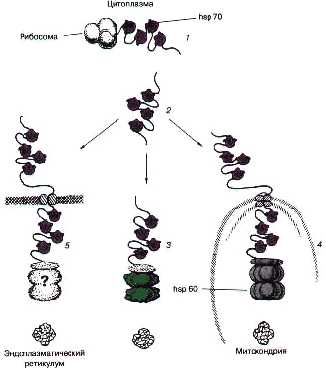 Цитоплазма
hsp 70
Рибосома
1
2
5
3
4
?
hsp 60
Эндоплазматический
ретикулум
Митохондрия